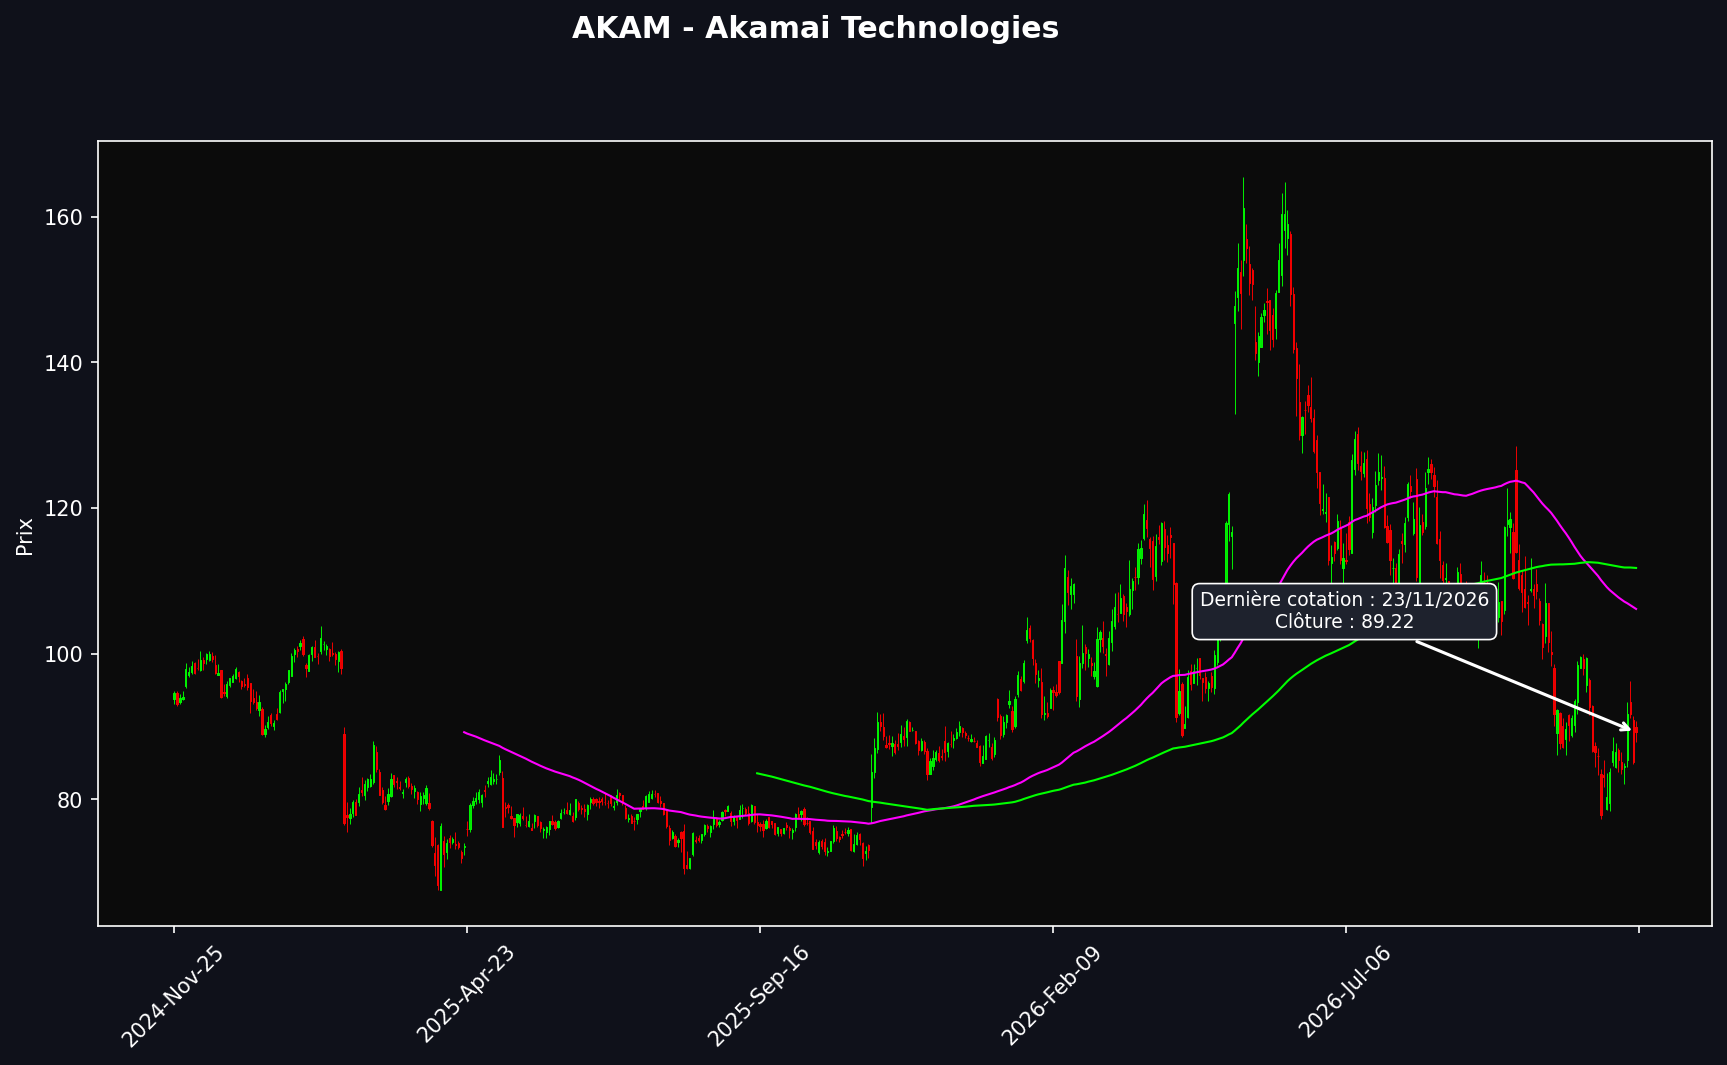 AKAM - Akamai Technologies
Prix
160
140
120
100
80
Dernière cotation : 23/11/2026
Clôture : 89.22
2024-Nov-25
2025-Apr-23
2025-Sep-16
2026-Feb-09
2026-Jul-06